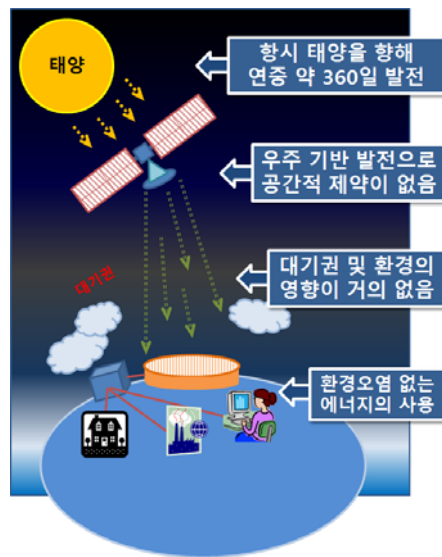 태양
항시 태양을 향해
연중 약 360일 발전
우주 기반 발전으로
공간적 제약이 없음
대기권
대기권 및 환경의
영향이 거의 없음
환경오염 없는
에너지의 사용